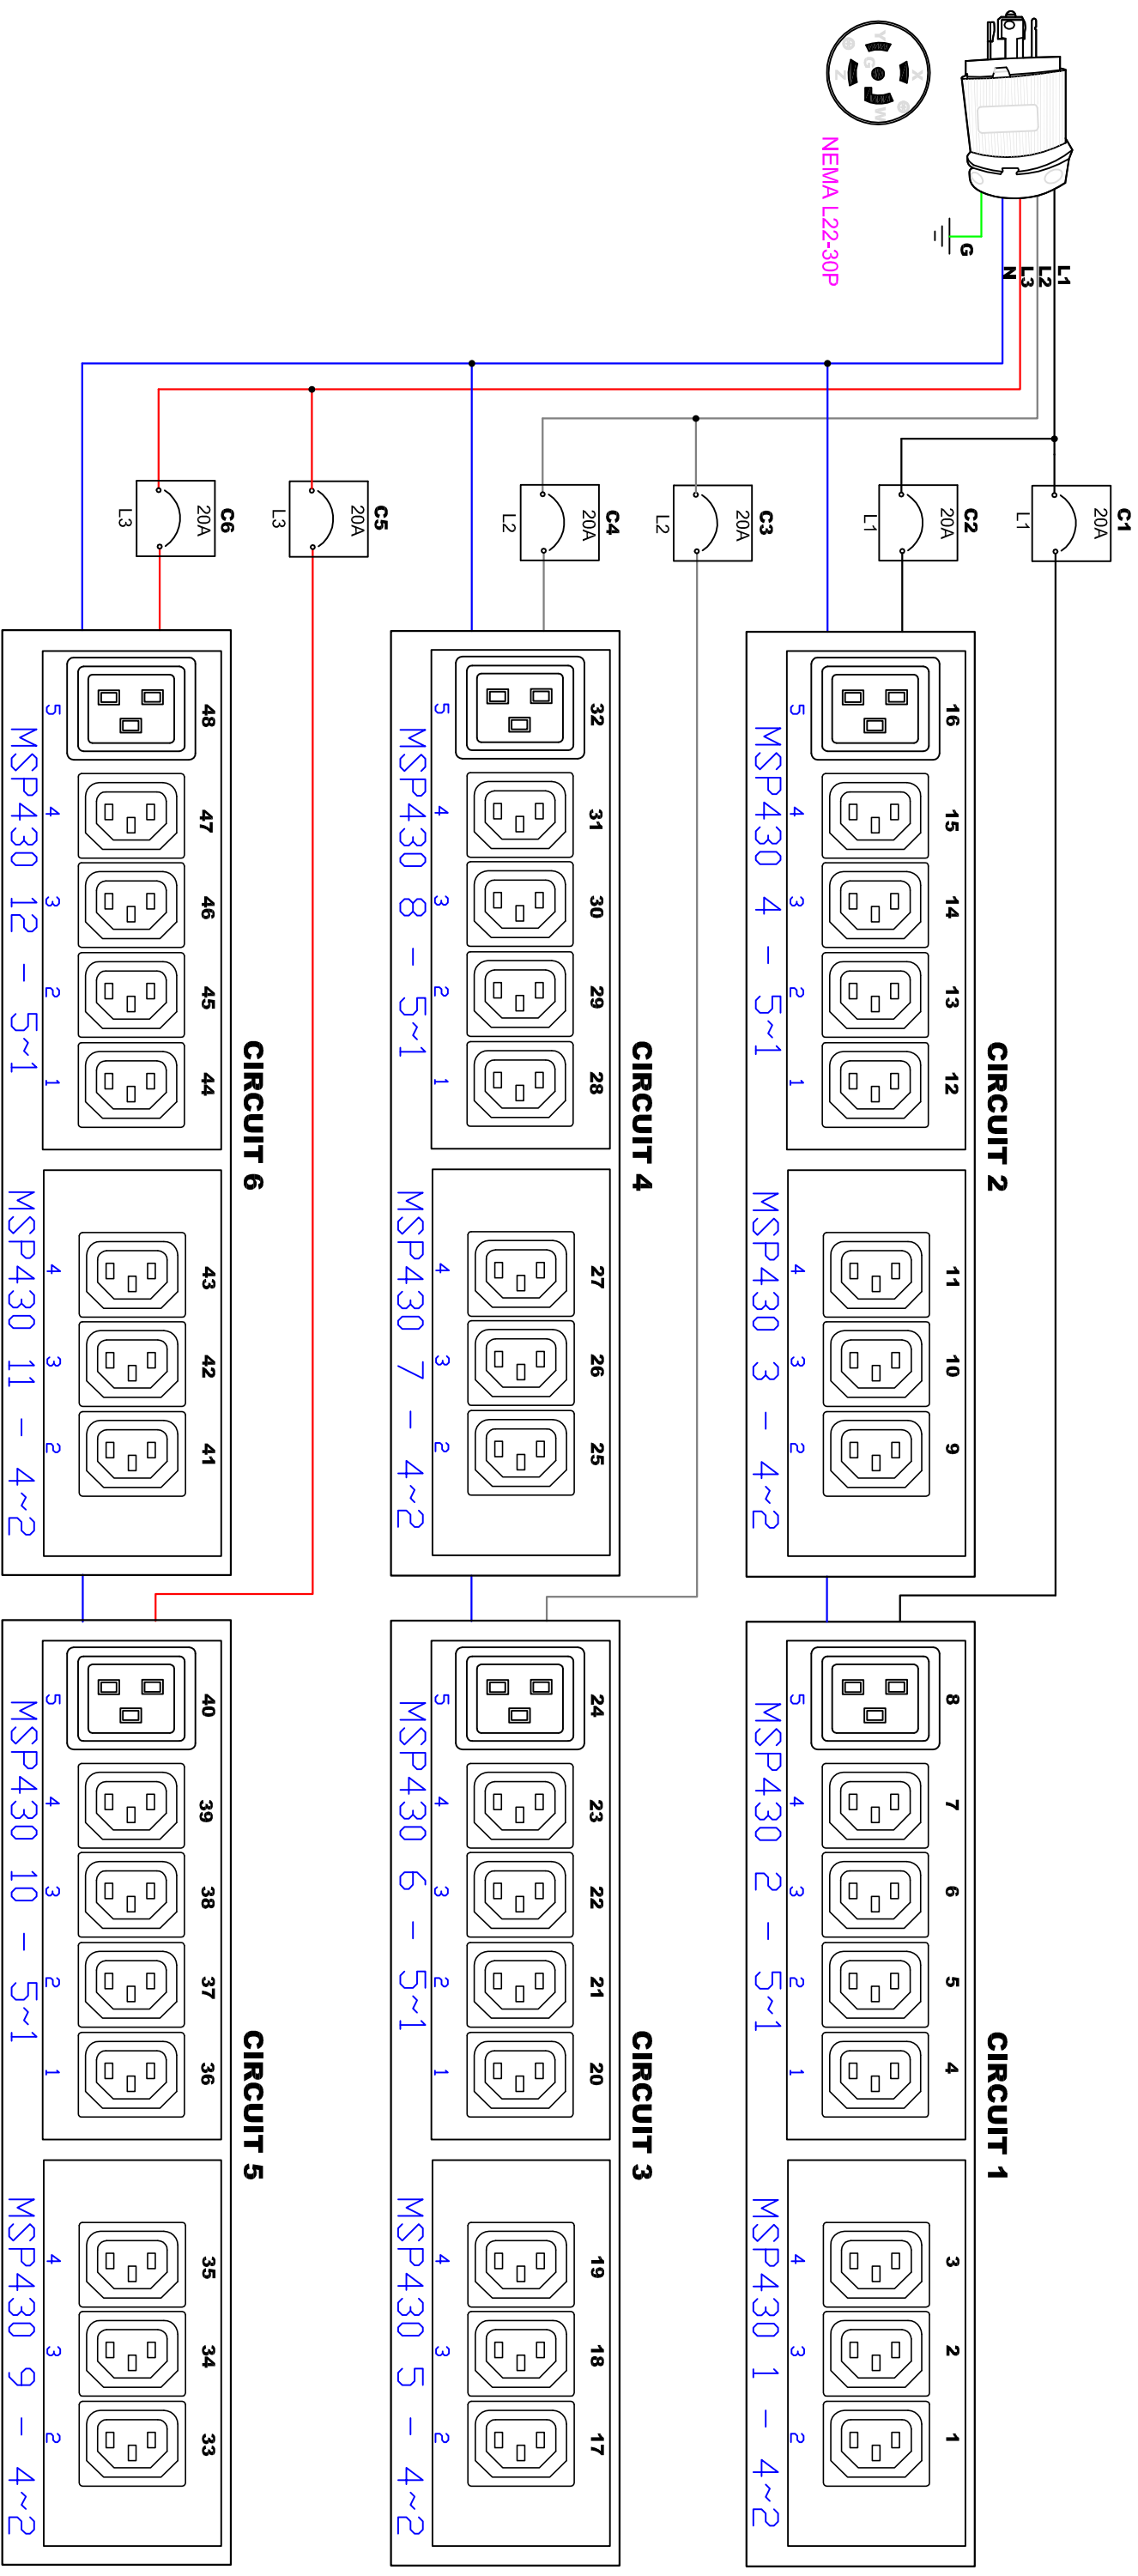 NEMA L22-30P
Y
X
G
Z
W
G
L1
L2
L3
N
C1
20A
L1
C2
20A
L1
C3
20A
L2
C4
20A
L2
C5
20A
L3
C6
20A
L3
CIRCUIT 2
16 15 14 13 12 11 10 9
5 4 3 2 1 4 3 2
MSP430 4 - 5~1
MSP430 3 - 4~2
CIRCUIT 1
8 7 6 5 4 3 2 1
5 4 3 2 1 4 3 2
MSP430 2 - 5~1
MSP430 1 - 4~2
CIRCUIT 4
32 31 30 29 28 27 26 25
5 4 3 2 1 4 3 2
MSP430 8 - 5~1
MSP430 7 - 4~2
CIRCUIT 3
24 23 22 21 20 19 18 17
5 4 3 2 1 4 3 2
MSP430 6 - 5~1
MSP430 5 - 4~2
CIRCUIT 6
48 47 46 45 44 43 42 41
5 4 3 2 1 4 3 2
MSP430 12 - 5~1
MSP430 11 - 4~2
CIRCUIT 5
40 39 38 37 36 35 34 33
5 4 3 2 1 4 3 2
MSP430 10 - 5~1
MSP430 9 - 4~2